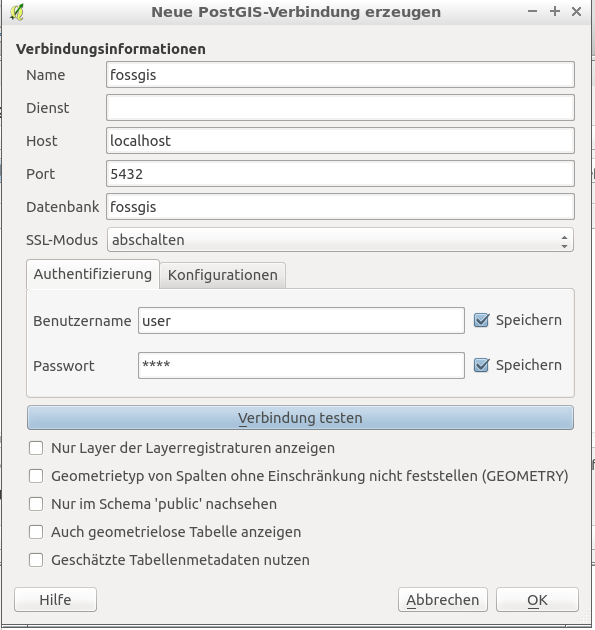 Neue PostGIS-Verbindung erzeugen
Verbindungsinformationen
Name fossgis
Dienst
Host localhost
Port 5432
Datenbank fossgis
SSL-Modus abschalten
Authentifizierung Konfigurationen
Benutzername user Speichern
Passwort **** Speichern
Verbindung testen
Nur Layer der Layerregistraturen anzeigen
Geometrietyp von Spalten ohne Einschränkung nicht feststellen (GEOMETRY)
Nur im Schema 'public' nachsehen
Auch geometrielose Tabelle anzeigen
Geschätzte Tabellenmetadaten nutzen
Hilfe Abbrechen OK